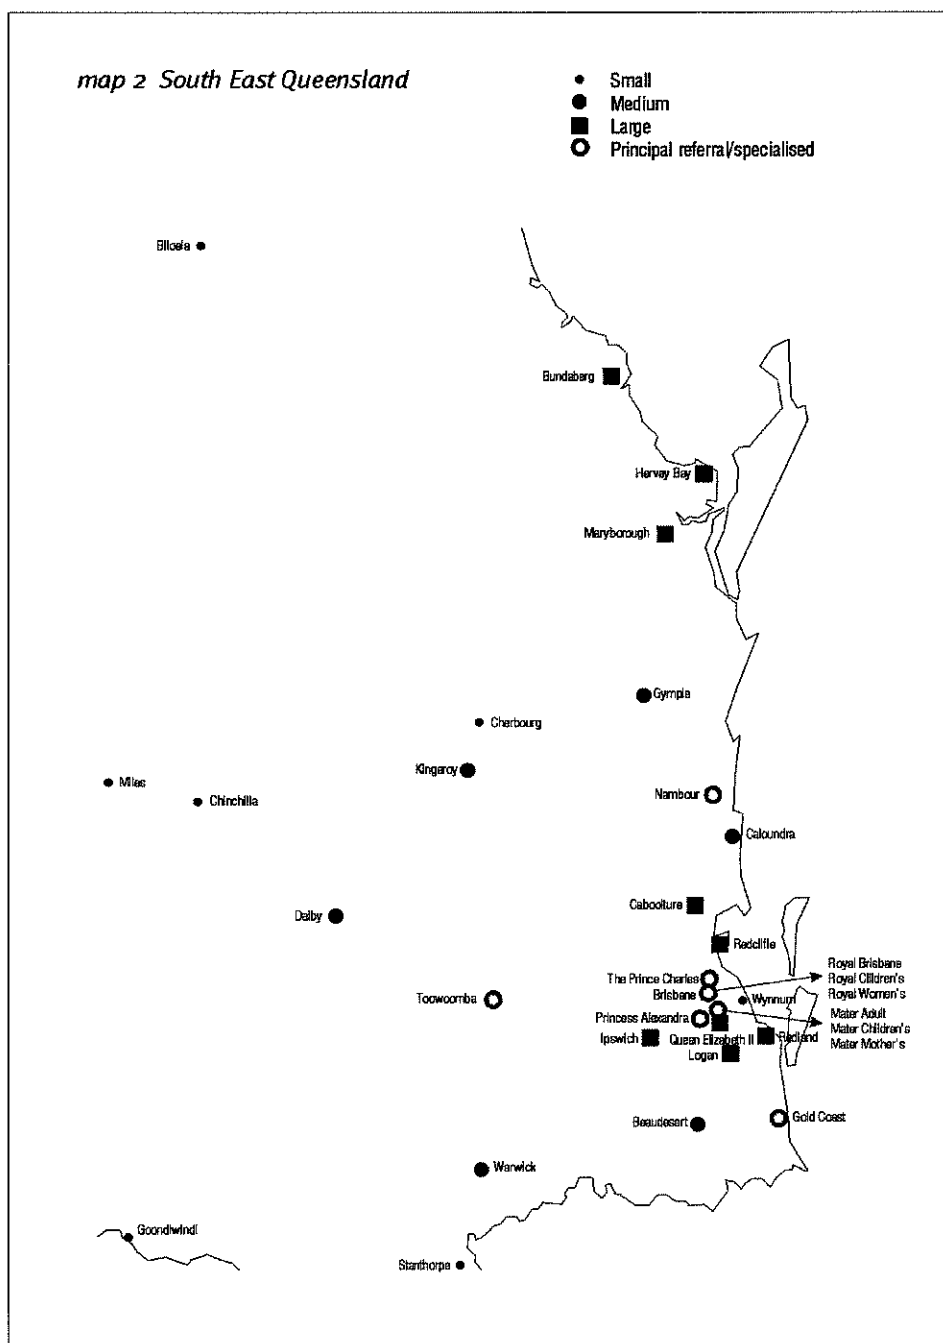 map 2 South East Queensland
Small
Medium
Large
Principal referral/specialised
Biloela
Bundaberg
Hervey Bay
Maryborough
Gympie
Cherbourg
Kingaroy
Miles
Chinchilla
Nambour
Caloundra
Caboolture
Dalby
Redcliffe
The Prince Charles
Royal Brisbane
Royal Children's
Royal Women's
Brisbane
Toowoomba
Wynnum
Princess Alexandra
Mater Adult
Mater Children's
Mater Mother's
Ipswich
Queen Elizabeth II
Redland
Logan
Gold Coast
Beaudesert
Warwick
Goondiwindi
Stanthorpe